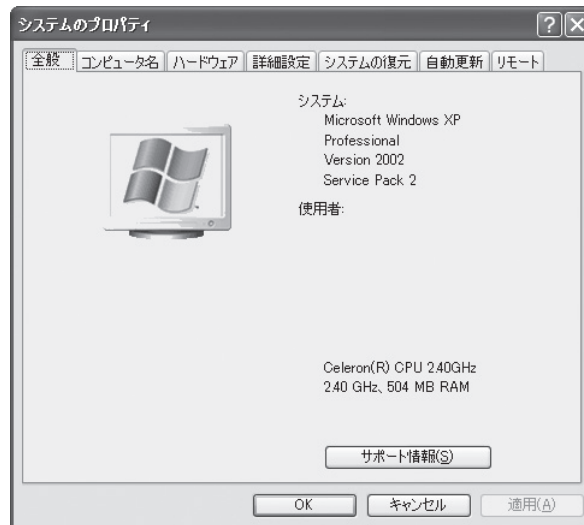 システムのプロパティ
全般 コンピュータ名 ハードウェア 詳細設定 システムの復元 自動更新 リモート
システム:
Microsoft Windows XP
Professional
Version 2002
Service Pack 2
使用者:
Celeron(R) CPU 2.40GHz
2.40 GHz、504 MB RAM
サポート情報(S)
OK キャンセル 適用(A)